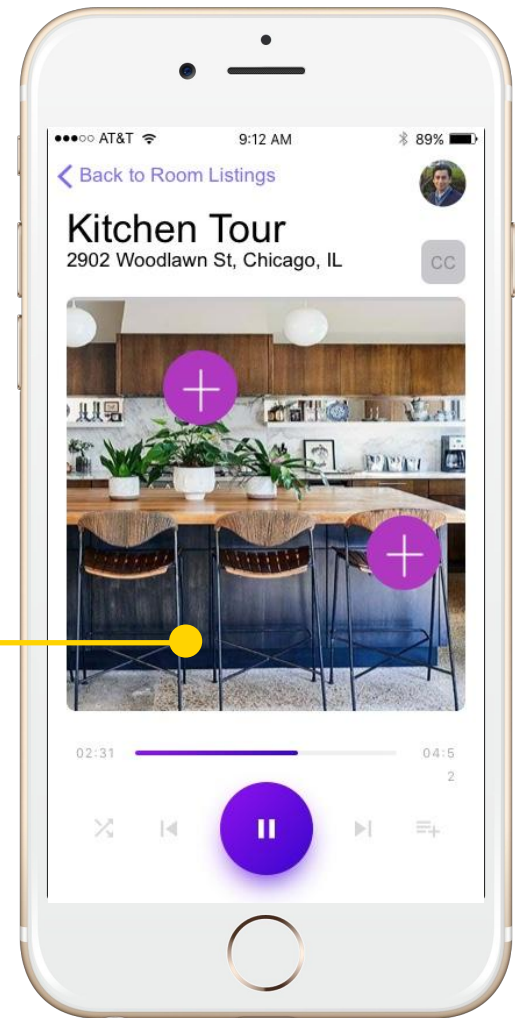 AT&T 9:12 AM 89%
Back to Room Listings
Kitchen Tour
2902 Woodlawn St, Chicago, IL
CC
02:31 04:5
2